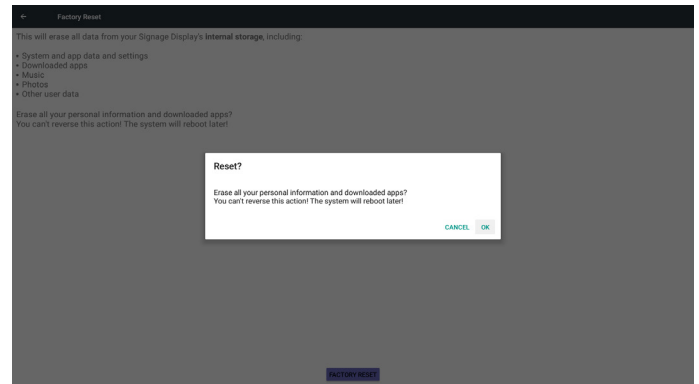 ← Factory Reset
This will erase all data from your Signage Display's internal storage, including:
• System and app data and settings
• Downloaded apps
• Music
• Photos
• Other user data
Erase all your personal information and downloaded apps?
You can't reverse this action! The system will reboot later!
Reset?
Erase all your personal information and downloaded apps?
You can't reverse this action! The system will reboot later!
CANCEL OK
FACTORY RESET